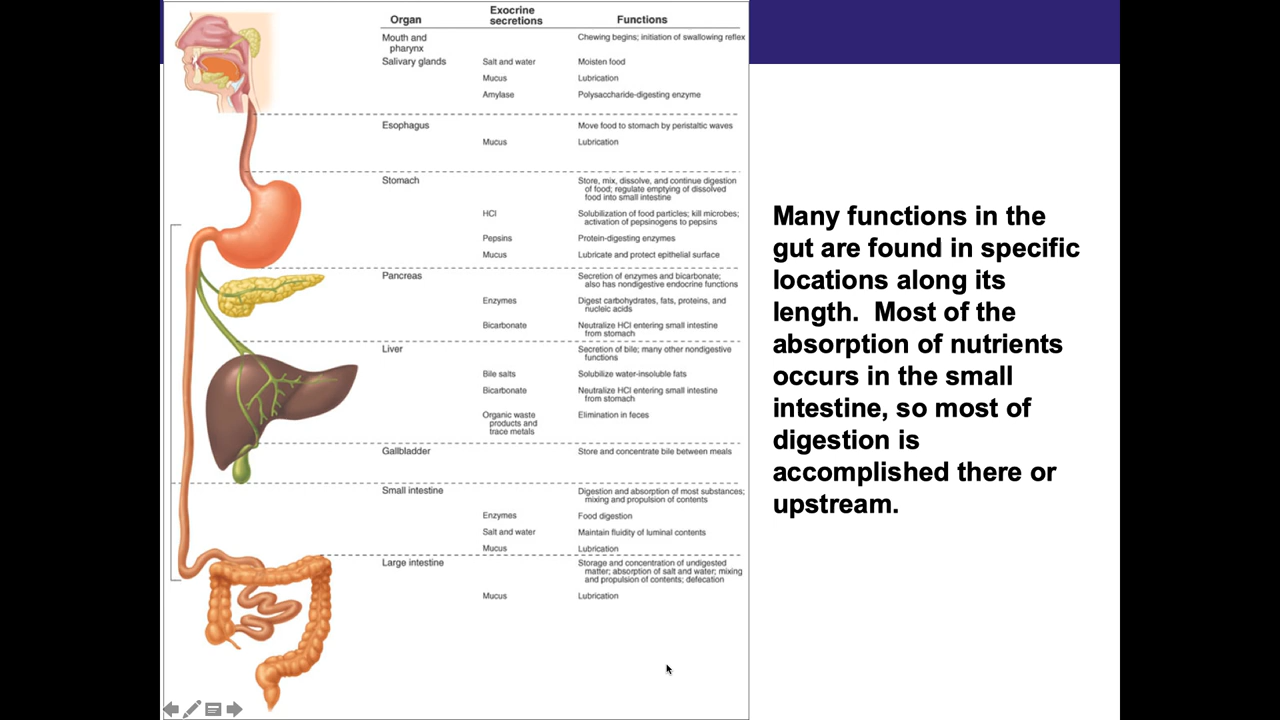 Organ Exocrine secretions Functions
Mouth and pharynx Chewing begins; initiation of swallowing reflex
Salivary glands Salt and water Moisten food
Mucus Lubrication
Amylase Polysaccharide-digesting enzyme
Esophagus Move food to stomach by peristaltic waves
Mucus Lubrication
Stomach Store, mix, dissolve, and continue digestion
of food; regulate emptying of dissolved
food into small intestine
HCl Solubilization of food particles; kill microbes;
activation of pepsinogens to pepsins
Pepsins Protein-digesting enzymes
Mucus Lubricate and protect epithelial surface
Pancreas Secretion of enzymes and bicarbonate;
also has nondigestive endocrine functions
Enzymes Digest carbohydrates, fats, proteins, and
nucleic acids
Bicarbonate Neutralize HCl entering small intestine
from stomach
Liver Secretion of bile; many other nondigestive
functions
Bile salts Solubilize water-insoluble fats
Bicarbonate Neutralize HCl entering small intestine
from stomach
Organic waste Elimination in feces
products and
trace metals
Gallbladder Store and concentrate bile between meals
Small intestine Digestion and absorption of most substances;
mixing and propulsion of contents
Enzymes Food digestion
Salt and water Maintain fluidity of luminal contents
Mucus Lubrication
Large intestine Storage and concentration of undigested
matter; absorption of salt and water; mixing
and propulsion of contents; defecation
Mucus Lubrication
Many functions in the
gut are found in specific
locations along its
length.  Most of the
absorption of nutrients
occurs in the small
intestine, so most of
digestion is
accomplished there or
upstream.